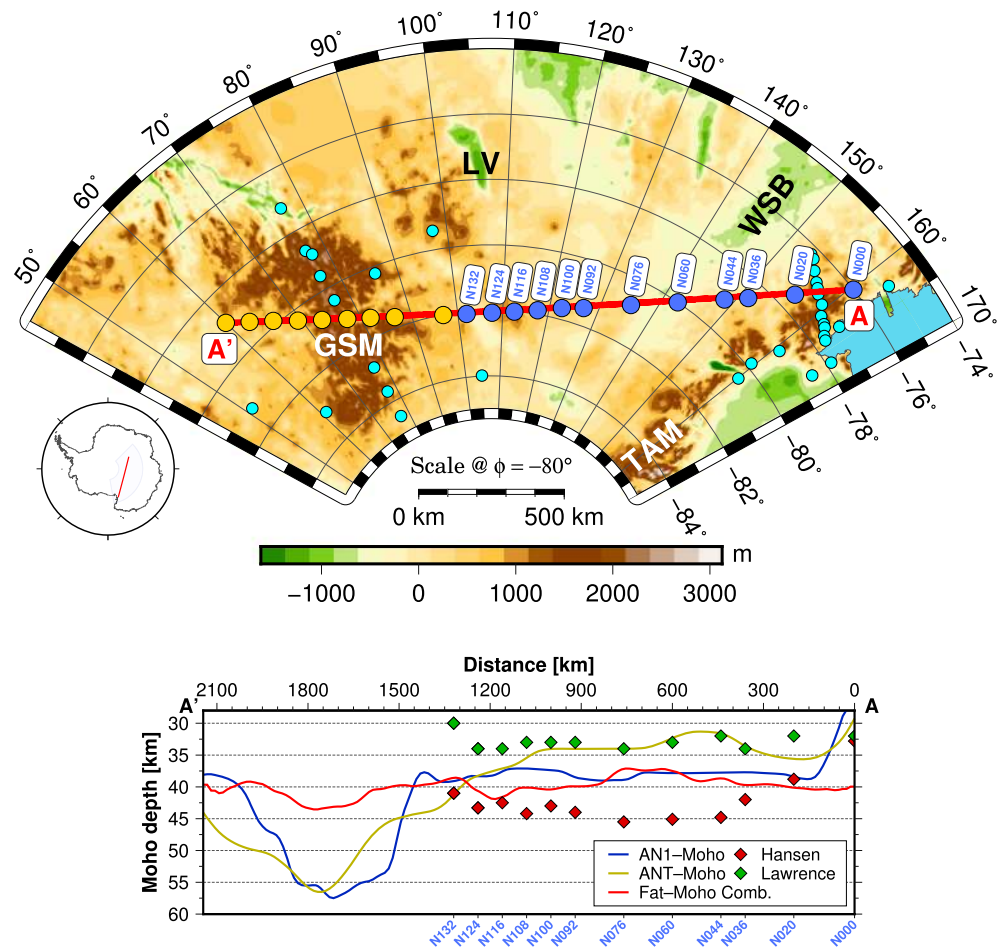 50° 60° 70° 80° 90° 100° 110° 120° 130° 140° 150° 160° 170°
−74°
−76°
−78°
−80°
−82°
−84°
LV
WSB
N132 N124 N116 N108 N100 N092 N076 N060 N044 N036 N020 N000
A' A
GSM
TAM
Scale @ ϕ = −80°
0 km 500 km
m
−1000 0 1000 2000 3000
Distance [km]
2100 1800 1500 1200 900 600 300 0
A' A
Moho depth [km]
30
35
40
45
50
55
60
AN1−Moho Hansen
ANT−Moho Lawrence
Fat−Moho Comb.
N132 N124 N116 N108 N100 N092 N076 N060 N044 N036 N020 N000